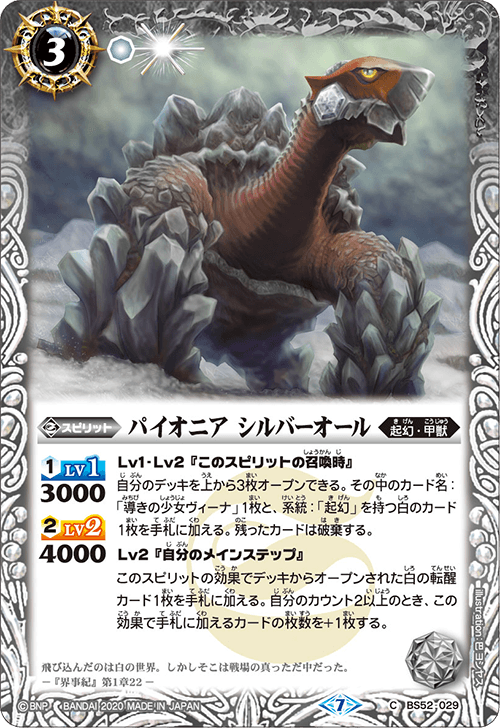 3
スピリット
パイオニア シルバーオール
起幻・甲獣
きげん こうじゅう
1 LV1
3000
2 LV2
4000
Lv1・Lv2『このスピリットの召喚時』
自分のデッキを上から3枚オープンできる。その中のカード名：
「導きの少女ヴィーナ」1枚と、系統：「起幻」を持つ白のカード
1枚を手札に加える。残ったカードは破棄する。
Lv2『自分のメインステップ』
このスピリットの効果でデッキからオープンされた白の転醒
カード1枚を手札に加える。自分のカウント2以上のとき、この
効果で手札に加えるカードの枚数を+1枚する。
飛び込んだのは白の世界。しかしそこは戦場の真っただ中だった。
－『界事紀』第1章22－
©BNP BANDAI 2020 MADE IN JAPAN
7
C BS52-029